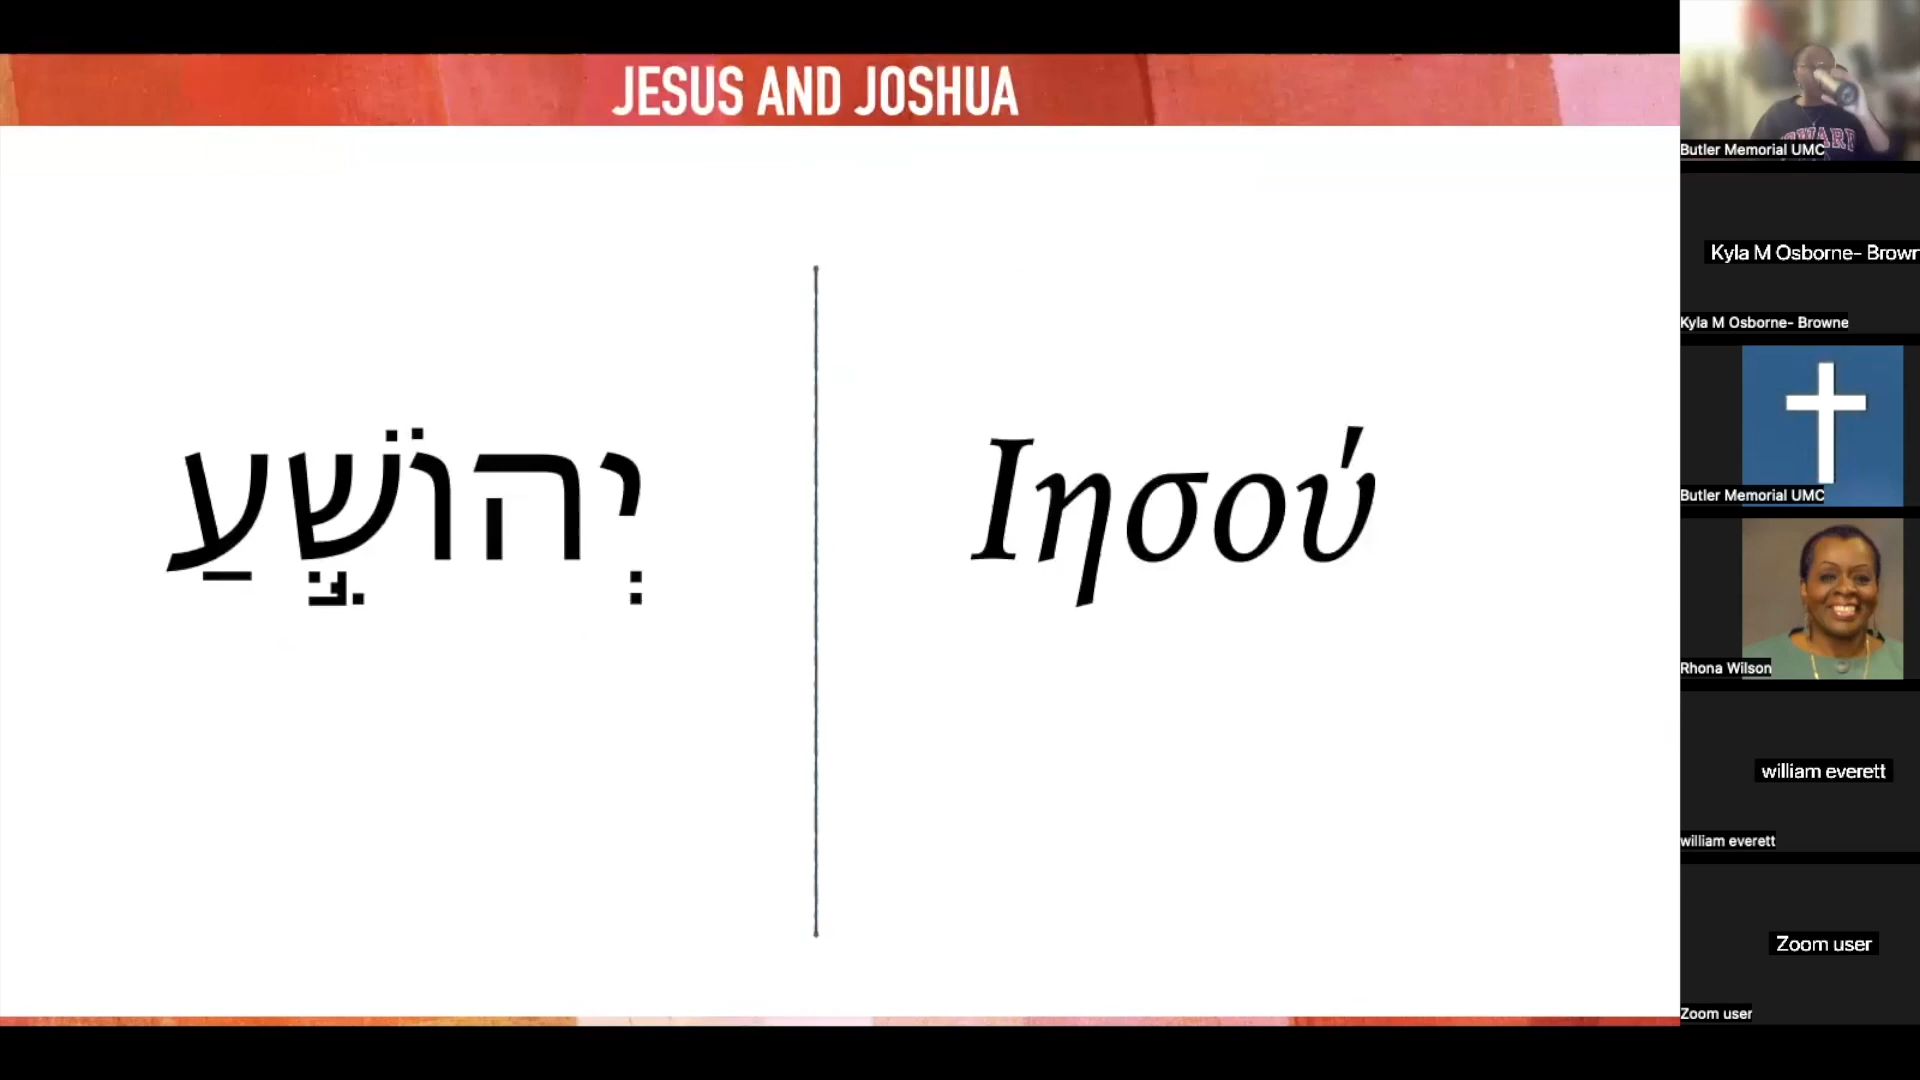 JESUS AND JOSHUA
יְהוֹשֻׁעַ
Ιησού
HWARD
Butler Memorial UMC
Kyla M Osborne- Brown
Kyla M Osborne- Browne
Butler Memorial UMC
Rhona Wilson
william everett
william everett
Zoom user
Zoom user